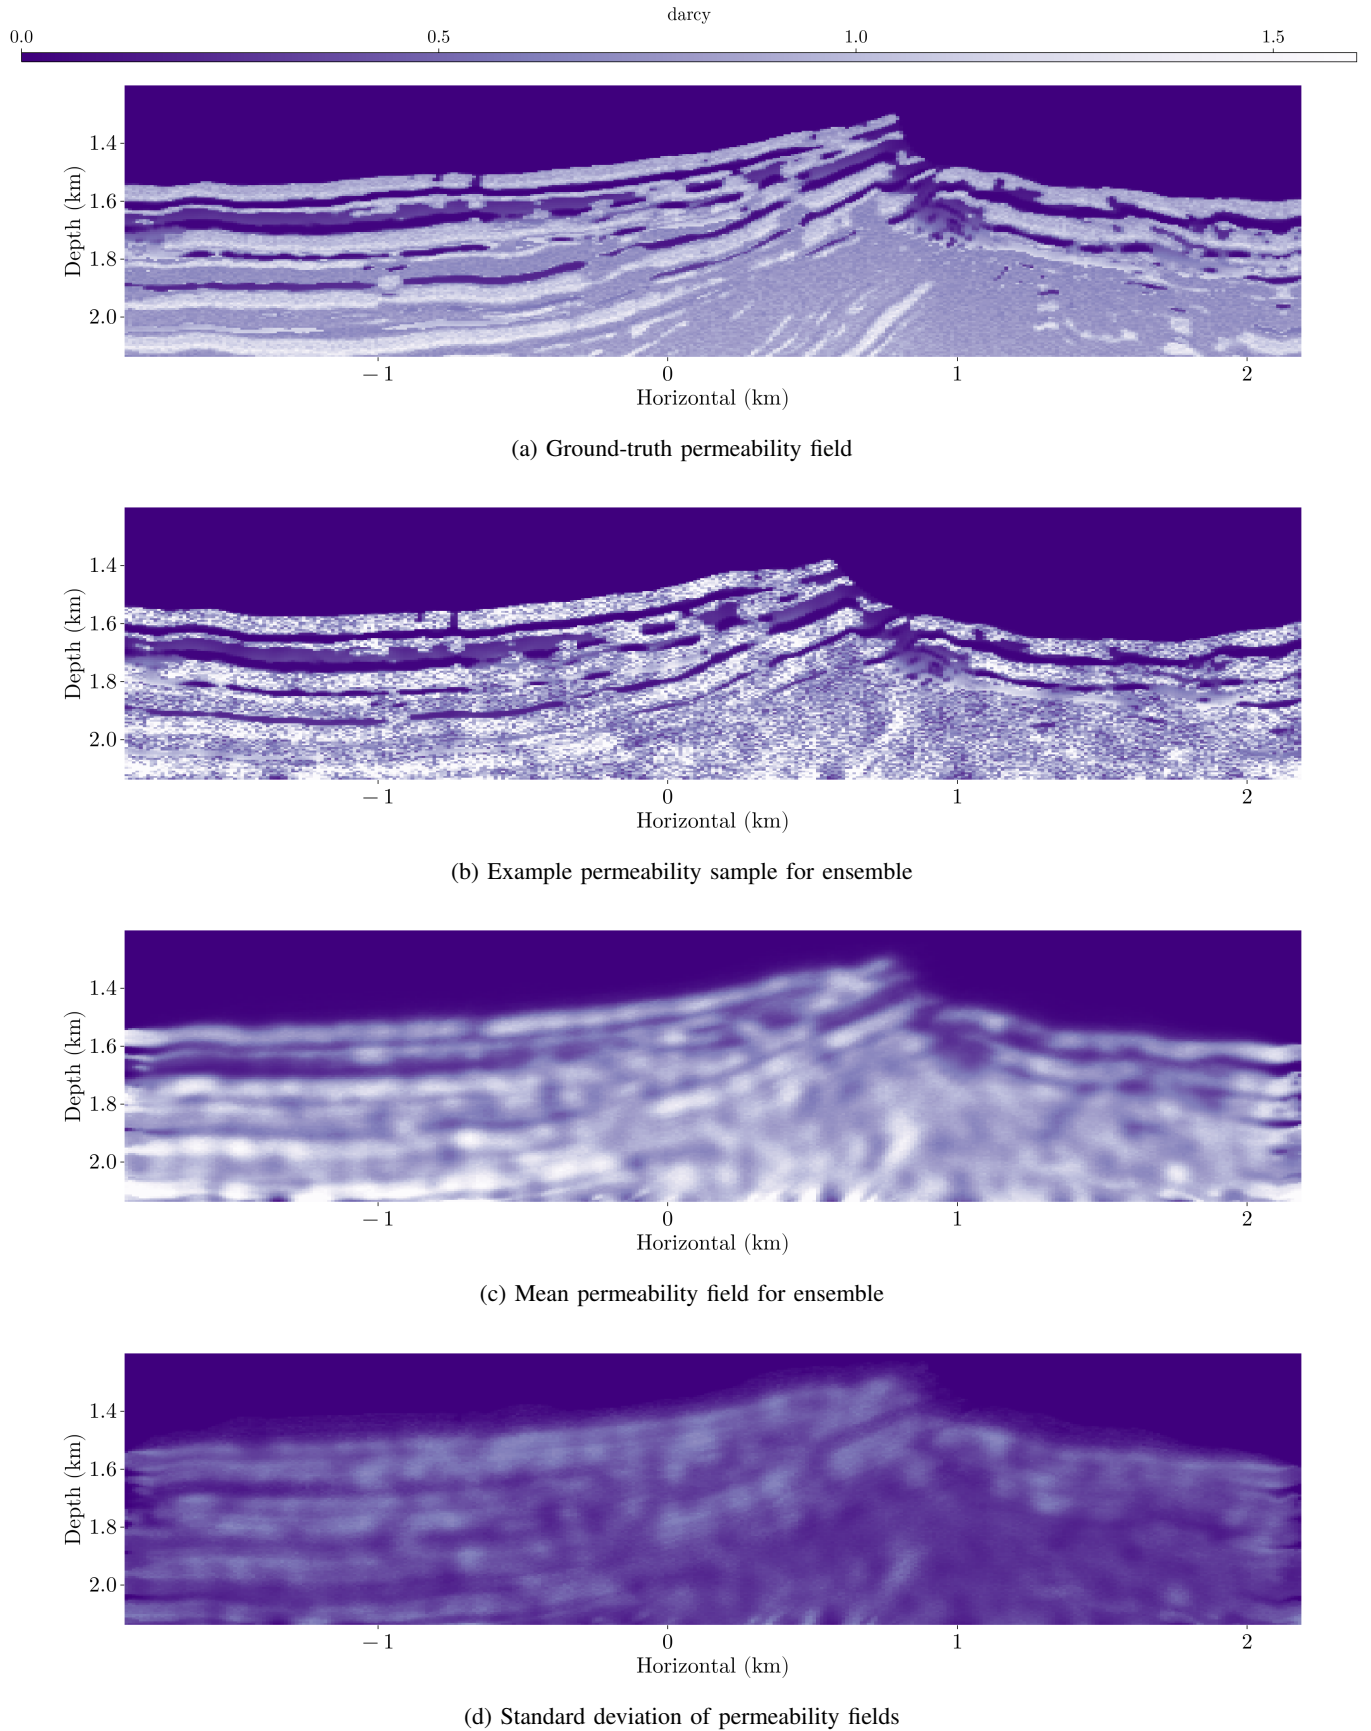 darcy
0.0 0.5 1.0 1.5
1.4
1.6
1.8
2.0
Depth (km)
−1 0 1 2
Horizontal (km)
(a) Ground-truth permeability field
1.4
1.6
1.8
2.0
Depth (km)
−1 0 1 2
Horizontal (km)
(b) Example permeability sample for ensemble
1.4
1.6
1.8
2.0
Depth (km)
−1 0 1 2
Horizontal (km)
(c) Mean permeability field for ensemble
1.4
1.6
1.8
2.0
Depth (km)
−1 0 1 2
Horizontal (km)
(d) Standard deviation of permeability fields